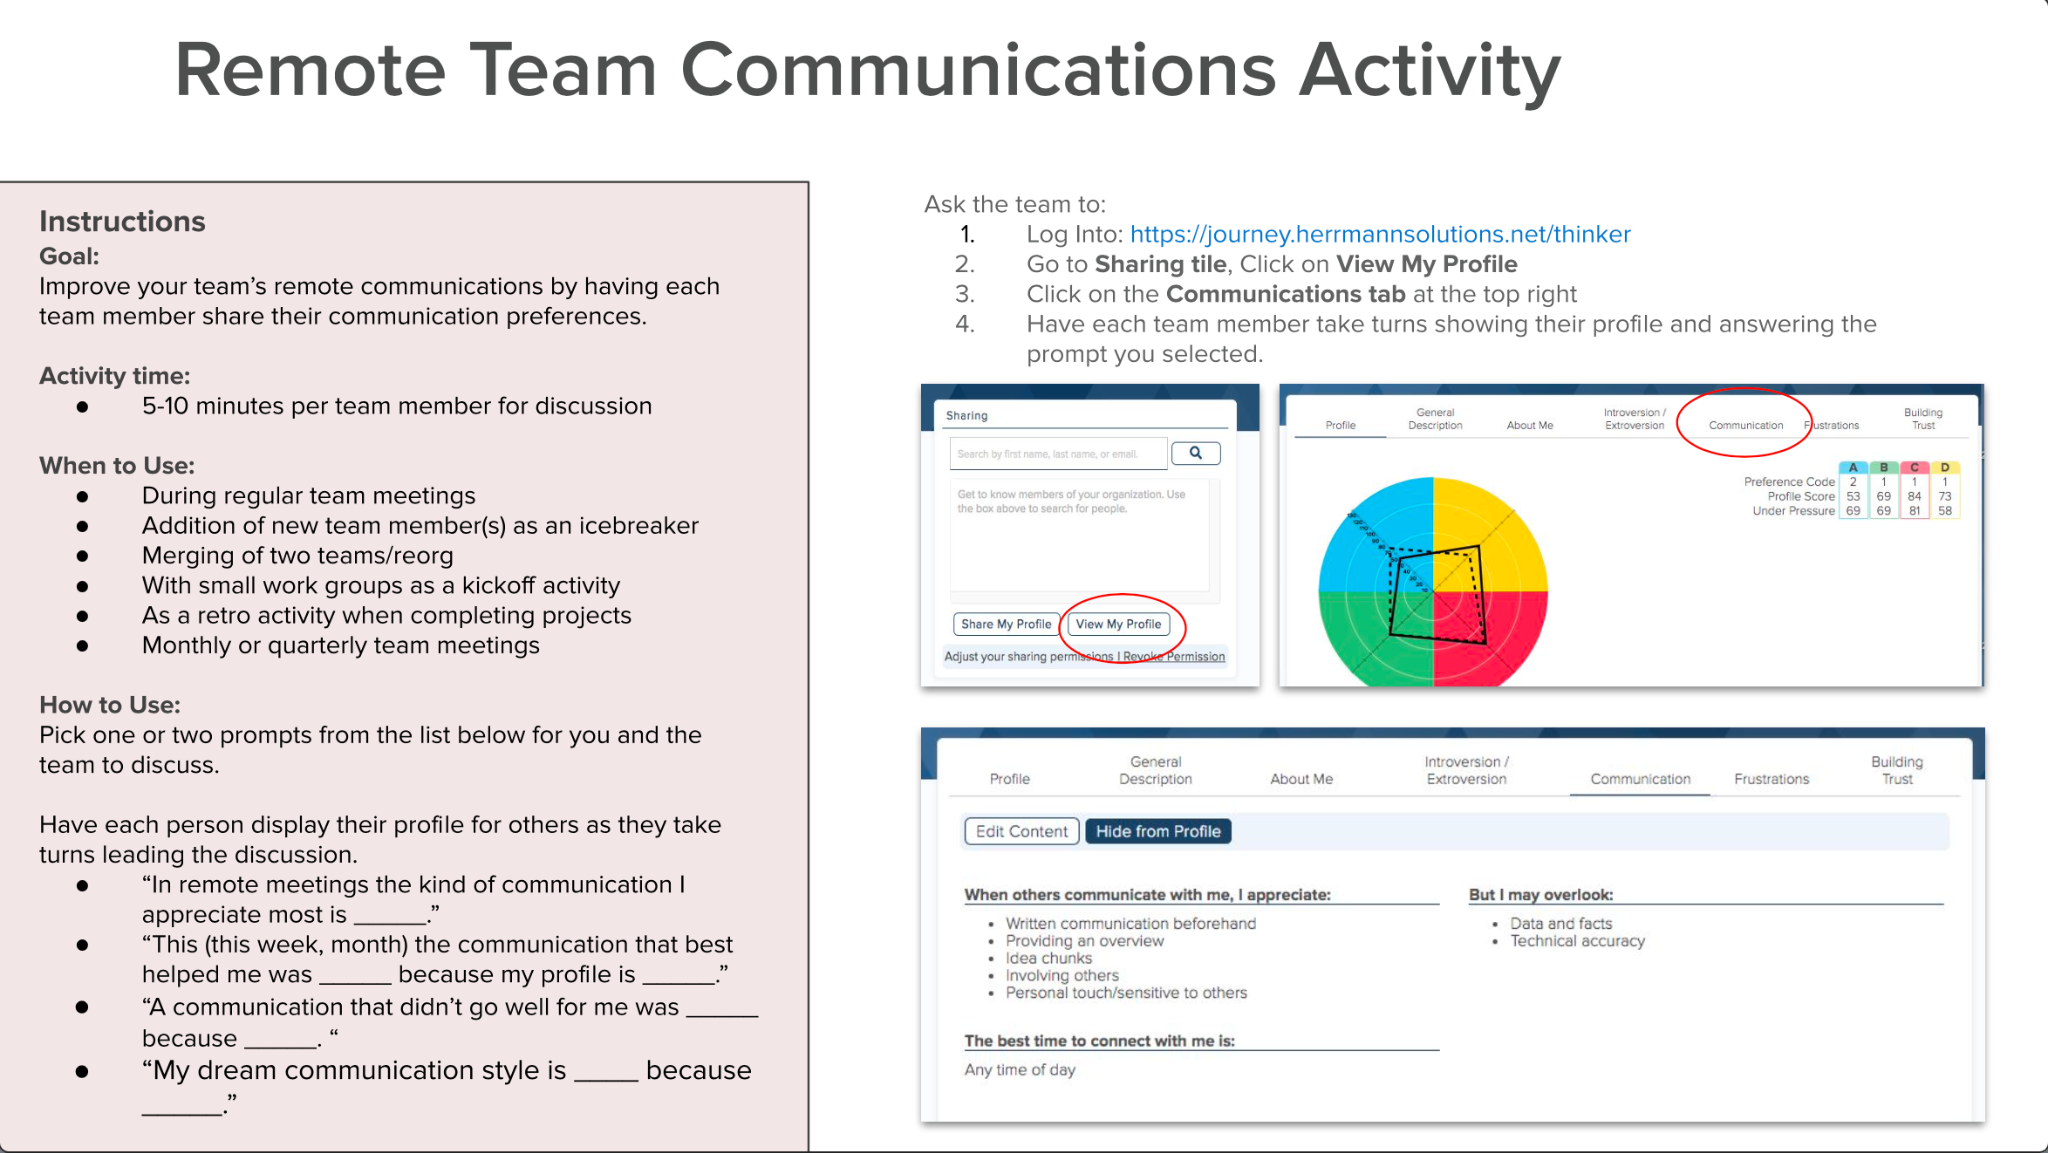 Remote Team Communications Activity
Instructions
Goal:
Improve your team’s remote communications by having each
team member share their communication preferences.
Activity time:
● 5-10 minutes per team member for discussion
When to Use:
● During regular team meetings
● Addition of new team member(s) as an icebreaker
● Merging of two teams/reorg
● With small work groups as a kickoff activity
● As a retro activity when completing projects
● Monthly or quarterly team meetings
How to Use:
Pick one or two prompts from the list below for you and the
team to discuss.
Have each person display their profile for others as they take
turns leading the discussion.
● “In remote meetings the kind of communication I
appreciate most is _____.”
● “This (this week, month) the communication that best
helped me was _____ because my profile is _____.”
● “A communication that didn’t go well for me was _____
because _____. “
● “My dream communication style is ____ because
_____.”
Ask the team to:
1. Log Into: https://journey.herrmannsolutions.net/thinker
2. Go to Sharing tile, Click on View My Profile
3. Click on the Communications tab at the top right
4. Have each team member take turns showing their profile and answering the
prompt you selected.
Sharing
Search by first name, last name, or email.
Get to know members of your organization. Use
the box above to search for people.
Share My Profile View My Profile
Adjust your sharing permissions | Revoke Permission
Profile General Description About Me Introversion / Extroversion Communication Frustrations Building Trust
A B C D
Preference Code 2 1 1 1
Profile Score 53 69 84 73
Under Pressure 69 69 81 58
Profile General Description About Me Introversion / Extroversion Communication Frustrations Building Trust
Edit Content Hide from Profile
When others communicate with me, I appreciate:
• Written communication beforehand
• Providing an overview
• Idea chunks
• Involving others
• Personal touch/sensitive to others
But I may overlook:
• Data and facts
• Technical accuracy
The best time to connect with me is:
Any time of day